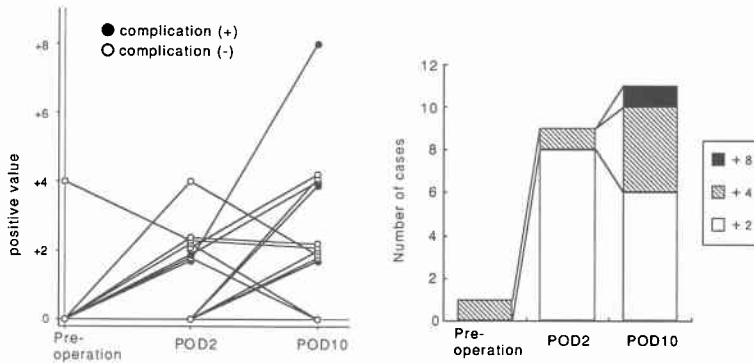 +8
+6
+4
+2
0
positive value
● complication (+)
○ complication (-)
Pre-
operation
POD2
POD10
12
10
8
6
4
2
0
Number of cases
Pre-
operation
POD2
POD10
+ 8
+ 4
+ 2